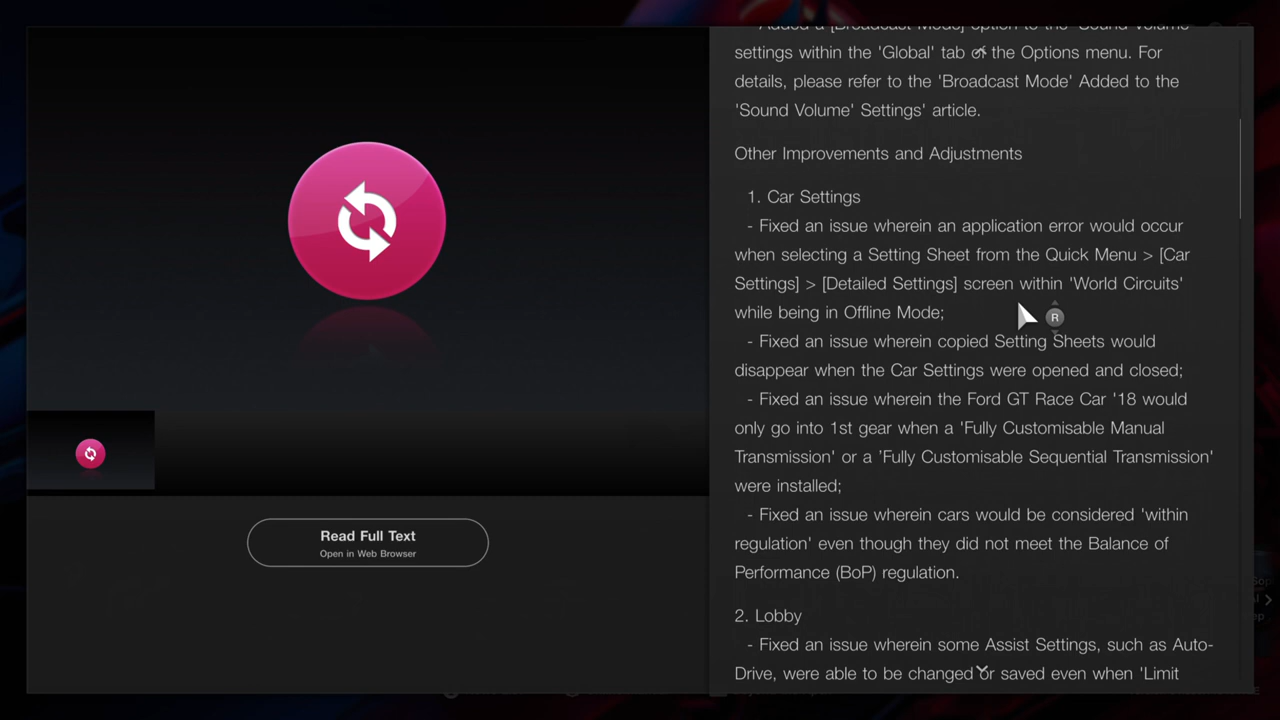 Added a [Broadcast Mode] option to the 'Sound Volume'
settings within the 'Global' tab of the Options menu. For
details, please refer to the 'Broadcast Mode' Added to the
'Sound Volume' Settings' article.
Other Improvements and Adjustments
1. Car Settings
- Fixed an issue wherein an application error would occur
when selecting a Setting Sheet from the Quick Menu > [Car
Settings] > [Detailed Settings] screen within 'World Circuits'
while being in Offline Mode;
- Fixed an issue wherein copied Setting Sheets would
disappear when the Car Settings were opened and closed;
- Fixed an issue wherein the Ford GT Race Car '18 would
only go into 1st gear when a 'Fully Customisable Manual
Transmission' or a 'Fully Customisable Sequential Transmission'
were installed;
- Fixed an issue wherein cars would be considered 'within
regulation' even though they did not meet the Balance of
Performance (BoP) regulation.
2. Lobby
- Fixed an issue wherein some Assist Settings, such as Auto-
Drive, were able to be changed or saved even when 'Limit
R
Read Full Text
Open in Web Browser